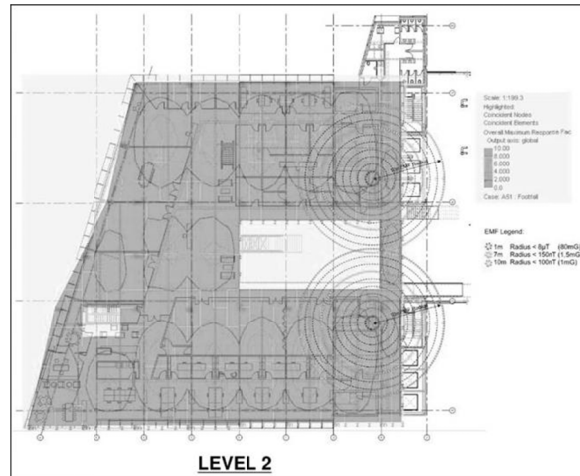 Scale: 1:199.3
Highlighted:
Coincident Nodes
Coincident Elements
Overall Maximum Response Fac
Output axis: global
10.00
8.000
6.000
4.000
2.000
0.0
Case: A51 : Footfall
EMF Legend:
1m Radius < 8µT (80mG)
7m Radius < 150nT (1,5mG)
10m Radius < 100nT (1mG)
LEVEL 2